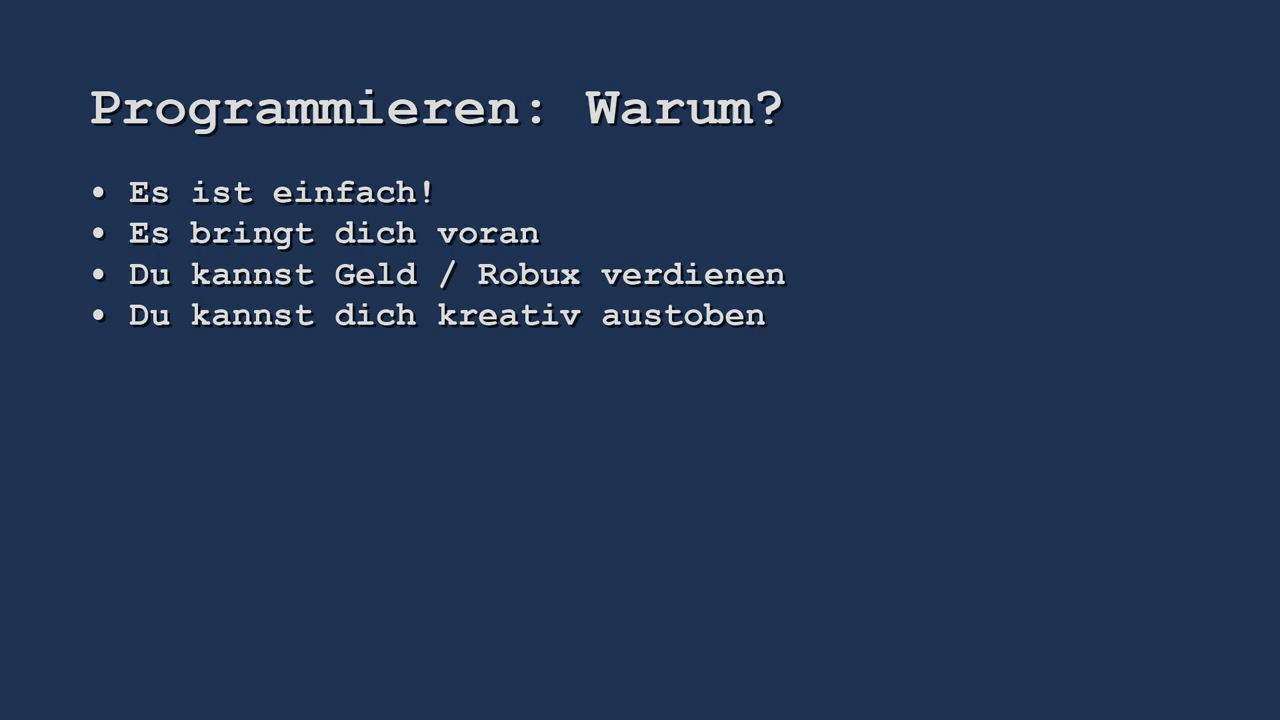 Programmieren: Warum?
• Es ist einfach!
• Es bringt dich voran
• Du kannst Geld / Robux verdienen
• Du kannst dich kreativ austoben